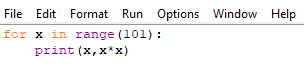 File Edit Format Run Options Window Help
for x in range(101):
    print(x,x*x)